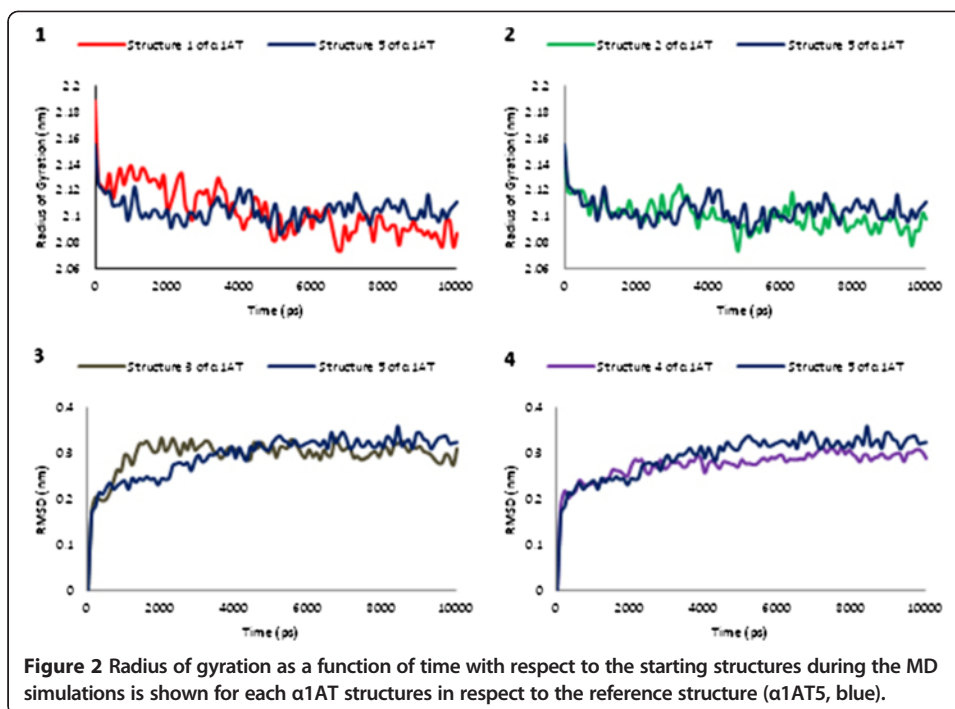 1
Structure 1 of α1AT
Structure 5 of α1AT
Radius of Gyration (nm)
2.2
2.18
2.16
2.14
2.12
2.1
2.08
2.06
0 2000 4000 6000 8000 10000
Time (ps)
2
Structure 2 of α1AT
Structure 5 of α1AT
Radius of Gyration (nm)
2.2
2.18
2.16
2.14
2.12
2.1
2.08
2.06
0 2000 4000 6000 8000 10000
Time (ps)
3
Structure 3 of α1AT
Structure 5 of α1AT
RMSD (nm)
0.4
0.3
0.2
0.1
0
0 2000 4000 6000 8000 10000
Time (ps)
4
Structure 4 of α1AT
Structure 5 of α1AT
RMSD (nm)
0.4
0.3
0.2
0.1
0
0 2000 4000 6000 8000 10000
Time (ps)
Figure 2 Radius of gyration as a function of time with respect to the starting structures during the MD
simulations is shown for each α1AT structures in respect to the reference structure (α1AT5, blue).